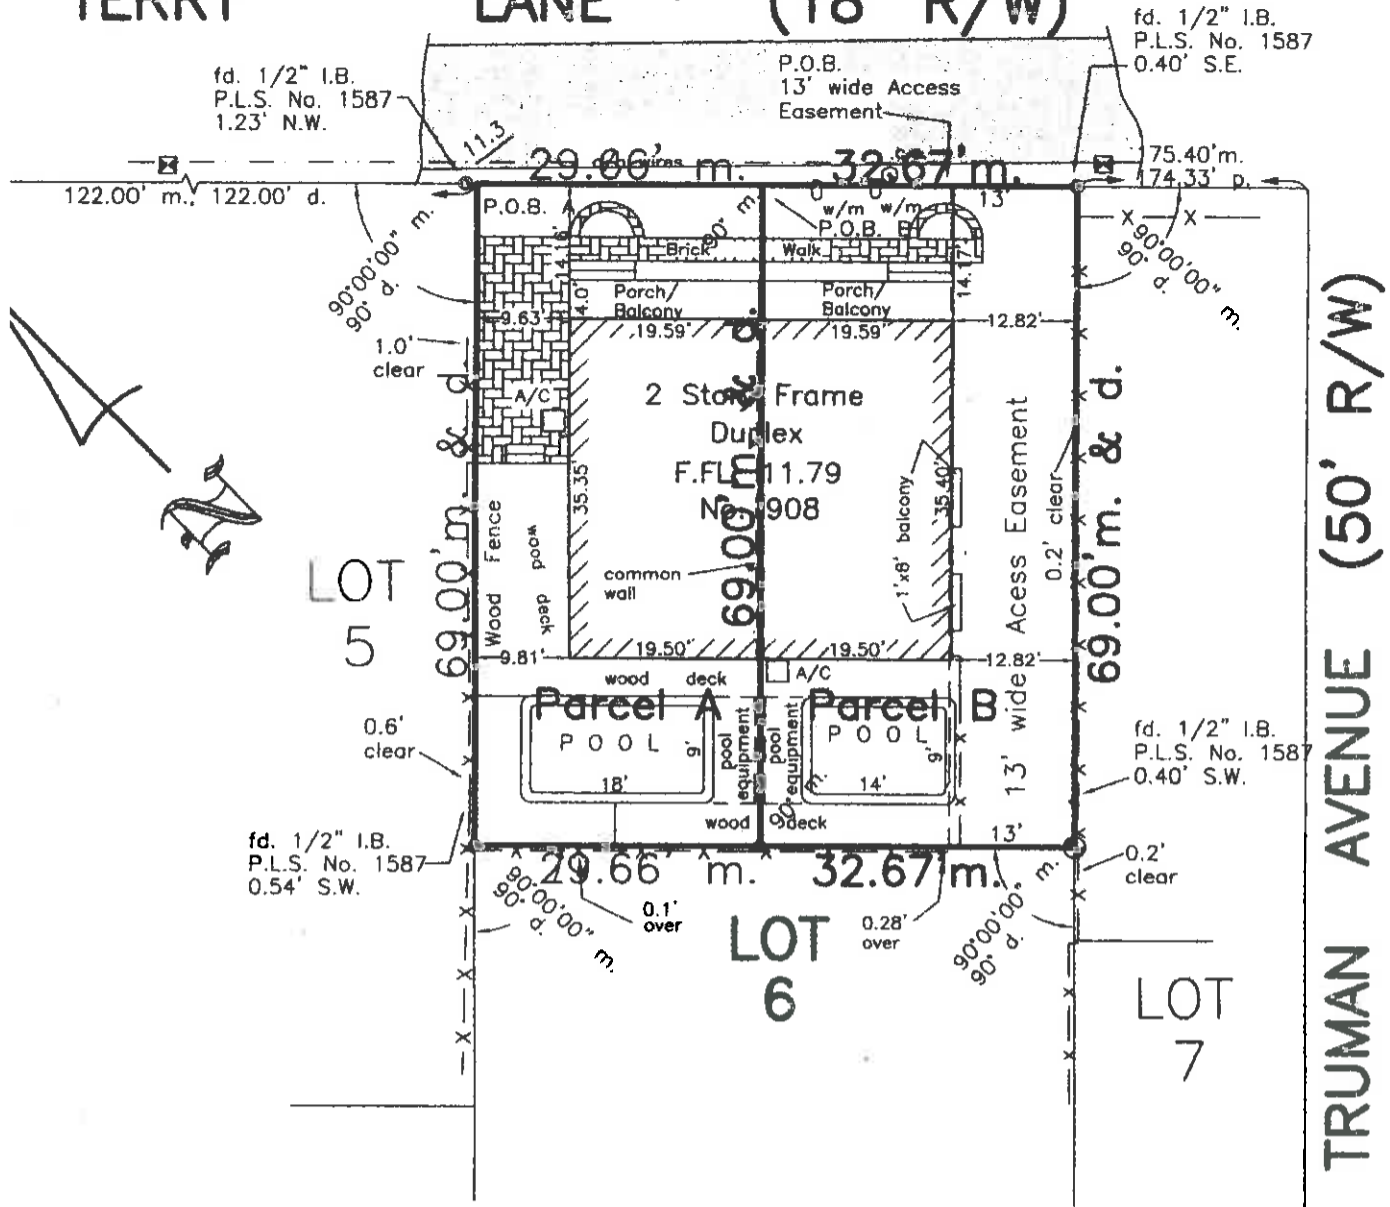 TERRY LANE (18' R/W)
fd. 1/2" I.B.
P.L.S. No. 1587
0.40' S.E.
fd. 1/2" I.B.
P.L.S. No. 1587
1.23' N.W.
P.O.B.
13' wide Access
Easement
11.3
29.66' m.
32.67' m.
wires
75.40'm.
174.33' p.
122.00' m.; 122.00' d.
13'
P.O.B. A
w/m w/m
P.O.B. B
90° m.
90°00'00" m.
90° d.
90°00'00" m.
90° d.
Brick
Walk
14.16'
14.17'
4.0'
Porch/
Balcony
Porch/
Balcony
9.63'
19.59'
19.59'
12.82'
1.0'
clear
A/C
2 Story Frame
Duplex
F.FL. 11.79
No. 908
69.00'm. & d.
69.00'm. & d.
69.00'm. & d.
35.35'
35.40'
1'x6' balcony
0.2' clear
13' wide Acess Easement
Wood Fence
wood deck
common
wall
LOT
5
9.81'
19.50'
19.50'
12.82'
wood deck
A/C
Parcel A
Parcel B
POOL
9'
18'
pool
equipment
pool
equipment
POOL
9'
14'
90° m.
wood deck
13'
0.6'
clear
fd. 1/2" I.B.
P.L.S. No. 1587
0.40' S.W.
fd. 1/2" I.B.
P.L.S. No. 1587
0.54' S.W.
29.66' m.
32.67'm.
0.2'
clear
90°00'00" m.
90° d.
0.1'
over
LOT
6
0.28'
over
90°00'00" m.
90° d.
LOT
7
N
TRUMAN AVENUE (50' R/W)